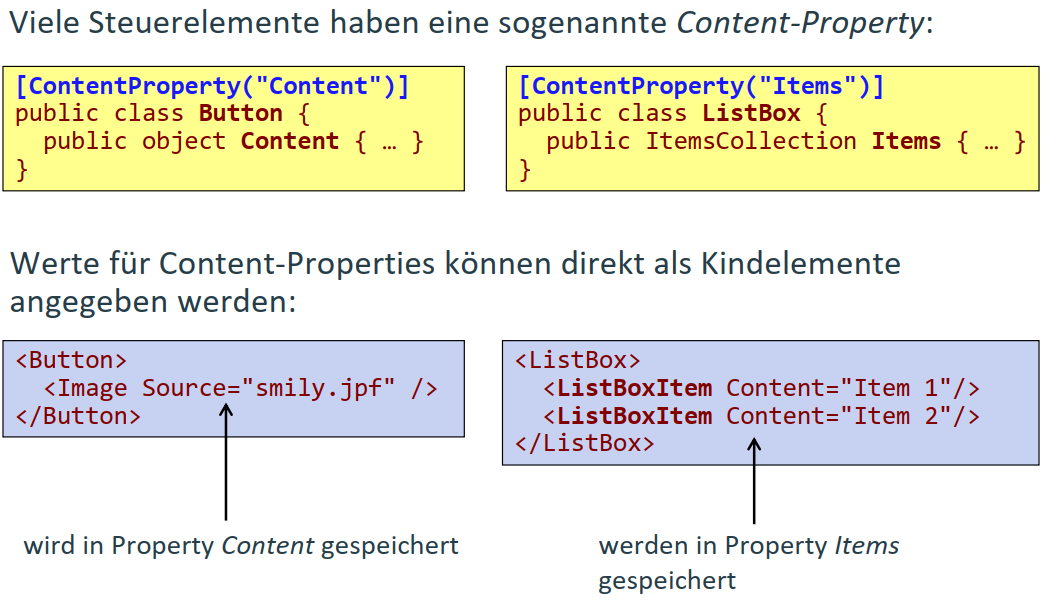 Viele Steuerelemente haben eine sogenannte Content-Property:
[ContentProperty("Content")]
public class Button {
public object Content { … }
}
[ContentProperty("Items")]
public class ListBox {
public ItemsCollection Items { … }
}
Werte für Content-Properties können direkt als Kindelemente
angegeben werden:
<Button>
<Image Source="smily.jpf" />
</Button>
<ListBox>
<ListBoxItem Content="Item 1"/>
<ListBoxItem Content="Item 2"/>
</ListBox>
wird in Property Content gespeichert
werden in Property Items
gespeichert